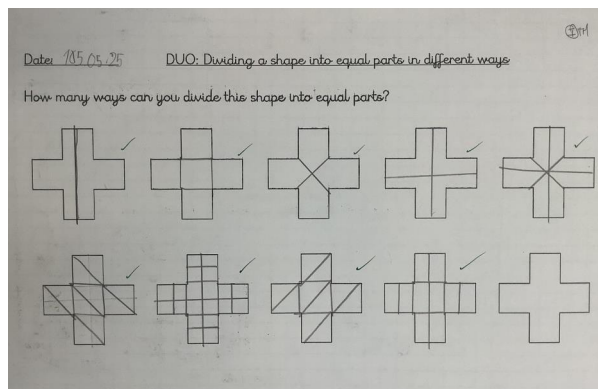 Date: 15.05.25 DUO: Dividing a shape into equal parts in different ways
How many ways can you divide this shape into equal parts?